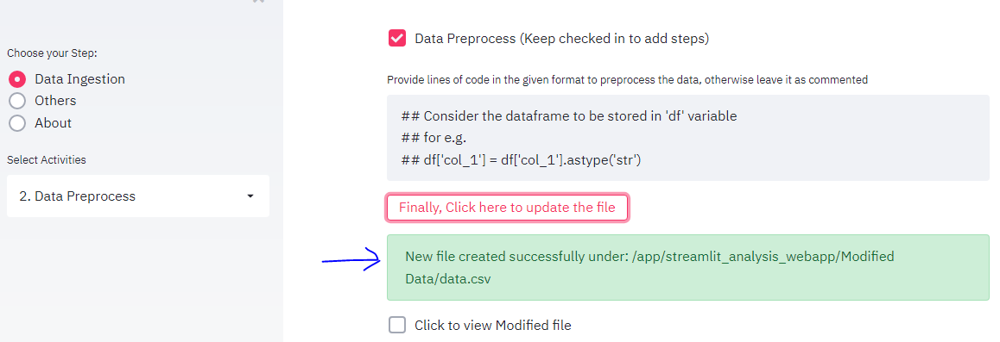 Choose your Step:
Data Ingestion
Others
About
Select Activities
2. Data Preprocess
Data Preprocess (Keep checked in to add steps)
Provide lines of code in the given format to preprocess the data, otherwise leave it as commented
## Consider the dataframe to be stored in 'df' variable
## for e.g.
## df['col_1'] = df['col_1'].astype('str')
Finally, Click here to update the file
New file created successfully under: /app/streamlit_analysis_webapp/Modified
Data/data.csv
Click to view Modified file